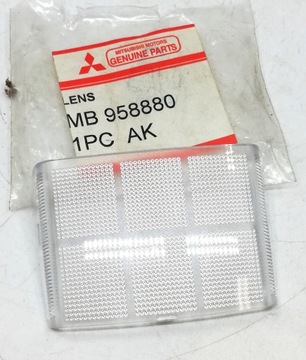 MITSUBISHI MOTORS
GENUINE PARTS
LENS
MB 958880
1PC AK